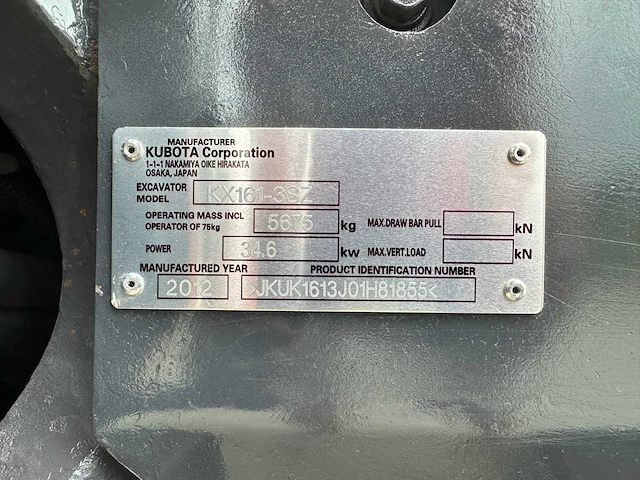 MANUFACTURER
KUBOTA Corporation
1-1-1 NAKAMIYA OIKE HIRAKATA
OSAKA, JAPAN
EXCAVATOR MODEL KX161-3SZ
OPERATING MASS INCL OPERATOR OF 75kg 5675 kg MAX.DRAW BAR PULL kN
POWER 34.6 kw MAX.VERT.LOAD kN
MANUFACTURED YEAR PRODUCT IDENTIFICATION NUMBER
2012 >JKUK1613J01H81855<